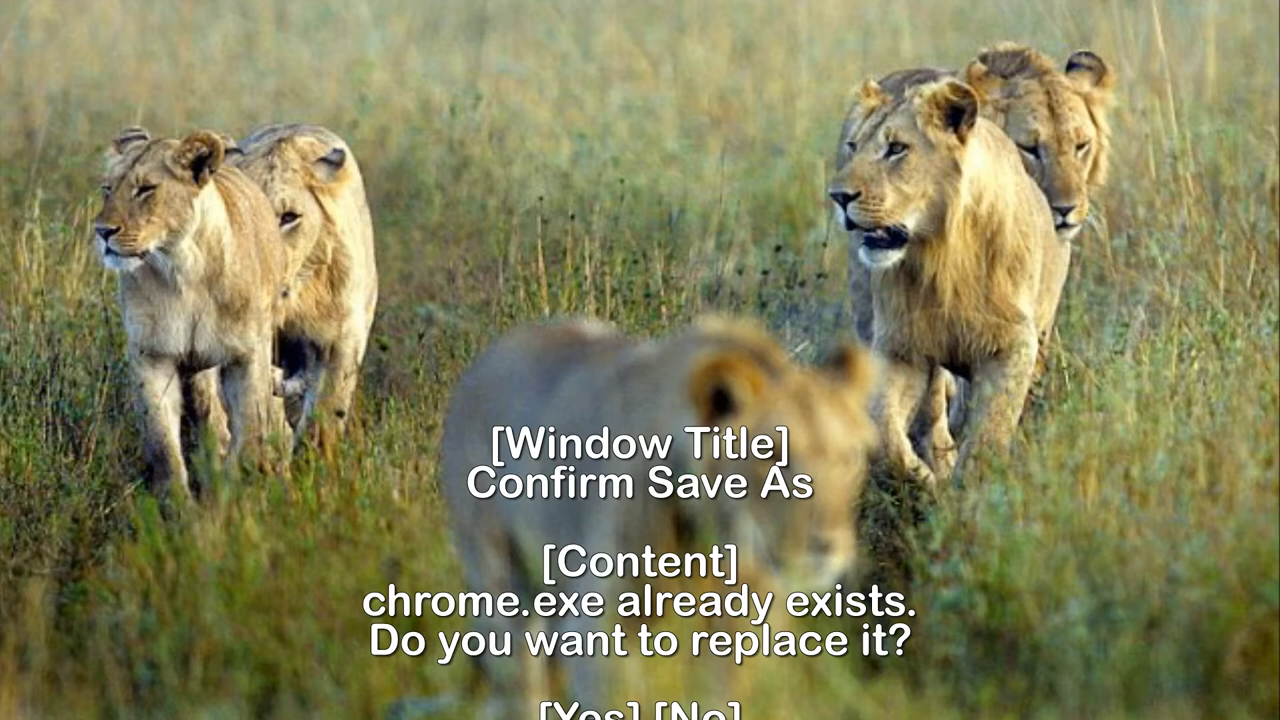 [Window Title]
Confirm Save As
[Content]
chrome.exe already exists.
Do you want to replace it?
[Yes] [No]